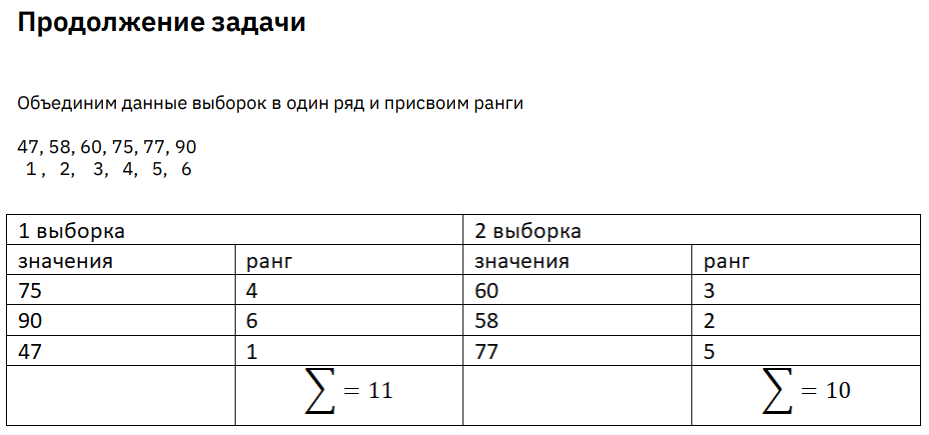 Продолжение задачи
Объединим данные выборок в один ряд и присвоим ранги
47, 58, 60, 75, 77, 90
1 , 2, 3, 4, 5, 6
1 выборка 2 выборка
значения ранг значения ранг
75 4 60 3
90 6 58 2
47 1 77 5
∑ = 11 ∑ = 10